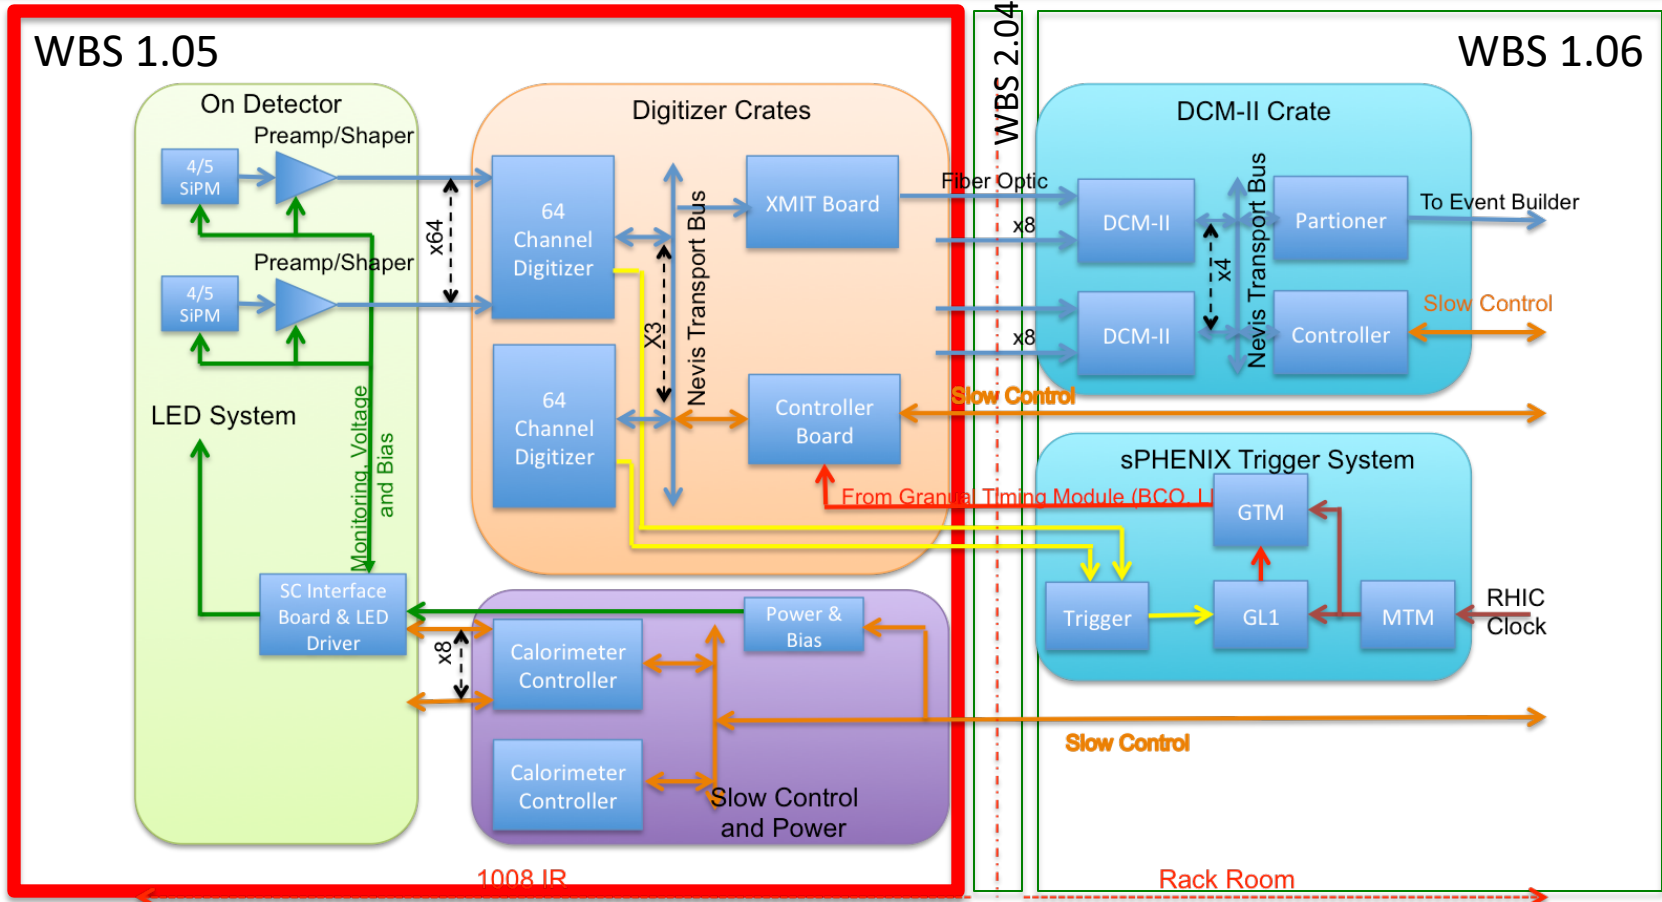 WBS 1.05
WBS 2.04
WBS 1.06
On Detector
Preamp/Shaper
4/5
SiPM
Preamp/Shaper
4/5
SiPM
x64
LED System
Monitoring, Voltage
and Bias
SC Interface
Board & LED
Driver
Digitizer Crates
64
Channel
Digitizer
64
Channel
Digitizer
X3
Nevis Transport Bus
XMIT Board
Controller
Board
Fiber Optic
x8
x8
Slow Control
From Granual Timing Module (BCO, L
DCM-II Crate
DCM-II
DCM-II
x4
Nevis Transport Bus
Partioner
Controller
To Event Builder
Slow Control
sPHENIX Trigger System
GTM
Trigger
GL1
MTM
RHIC
Clock
x8
Calorimeter
Controller
Calorimeter
Controller
Power &
Bias
Slow Control
and Power
Slow Control
1008 IR
Rack Room